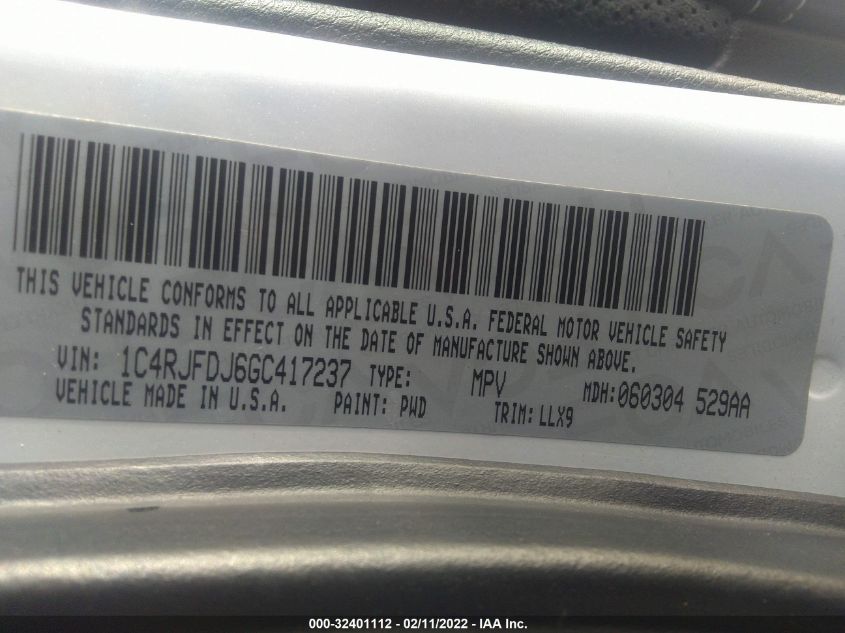 THIS VEHICLE CONFORMS TO ALL APPLICABLE U.S.A. FEDERAL MOTOR VEHICLE SAFETY
STANDARDS IN EFFECT ON THE DATE OF MANUFACTURE SHOWN ABOVE.
VIN: 1C4RJFDJ6GC417237 TYPE: MPV MDH:060304 529AA
VEHICLE MADE IN U.S.A. PAINT: PWD TRIM:LLX9
000-32401112 - 02/11/2022 - IAA Inc.